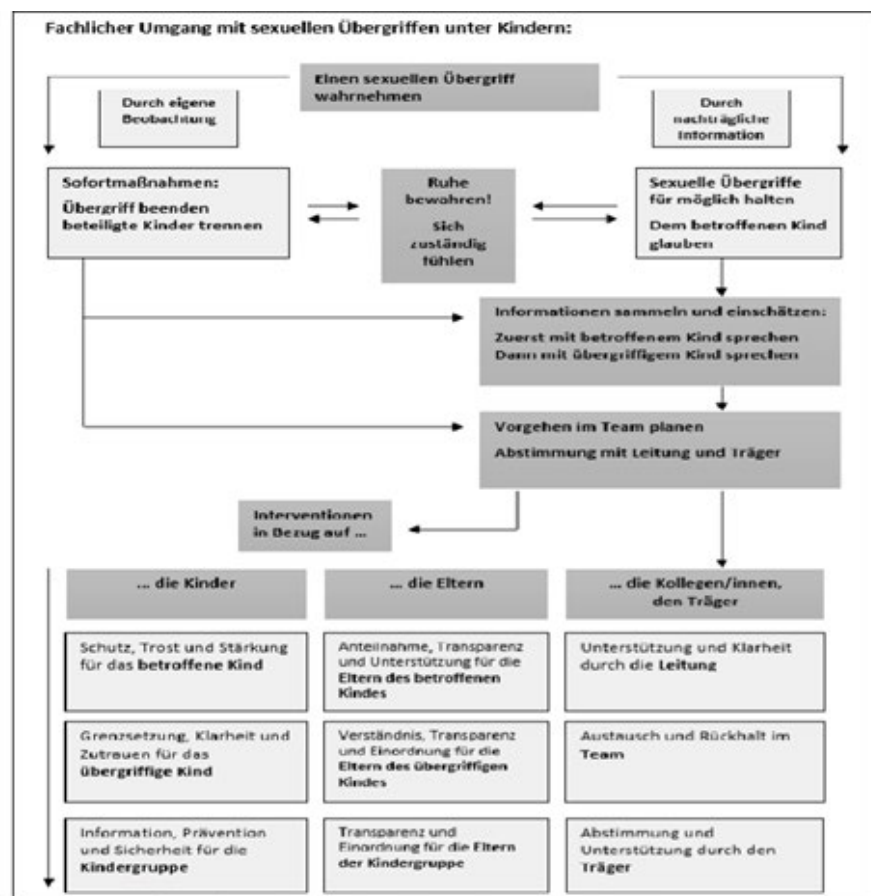 Fachlicher Umgang mit sexuellen Übergriffen unter Kindern:
Einen sexuellen Übergriff
wahrnehmen
Durch eigene
Beobachtung
Durch
nachträgliche
Information
Sofortmaßnahmen:
Übergriff beenden
beteiligte Kinder trennen
Ruhe
bewahren!
Sich
zuständig
fühlen
Sexuelle Übergriffe
für möglich halten
Dem betroffenen Kind
glauben
Informationen sammeln und einschätzen:
Zuerst mit betroffenem Kind sprechen
Dann mit übergriffigem Kind sprechen
Vorgehen im Team planen
Abstimmung mit Leitung und Träger
Interventionen
in Bezug auf ...
... die Kinder
... die Eltern
... die Kollegen/innen,
den Träger
Schutz, Trost und Stärkung
für das betroffene Kind
Anteilnahme, Transparenz
und Unterstützung für die
Eltern des betroffenen
Kindes
Unterstützung und Klarheit
durch die Leitung
Grenzsetzung, Klarheit und
Zutrauen für das
übergriffige Kind
Verständnis, Transparenz
und Einordnung für die
Eltern des übergriffigen
Kindes
Austausch und Rückhalt im
Team
Information, Prävention
und Sicherheit für die
Kindergruppe
Transparenz und
Einordnung für die Eltern
der Kindergruppe
Abstimmung und
Unterstützung durch den
Träger